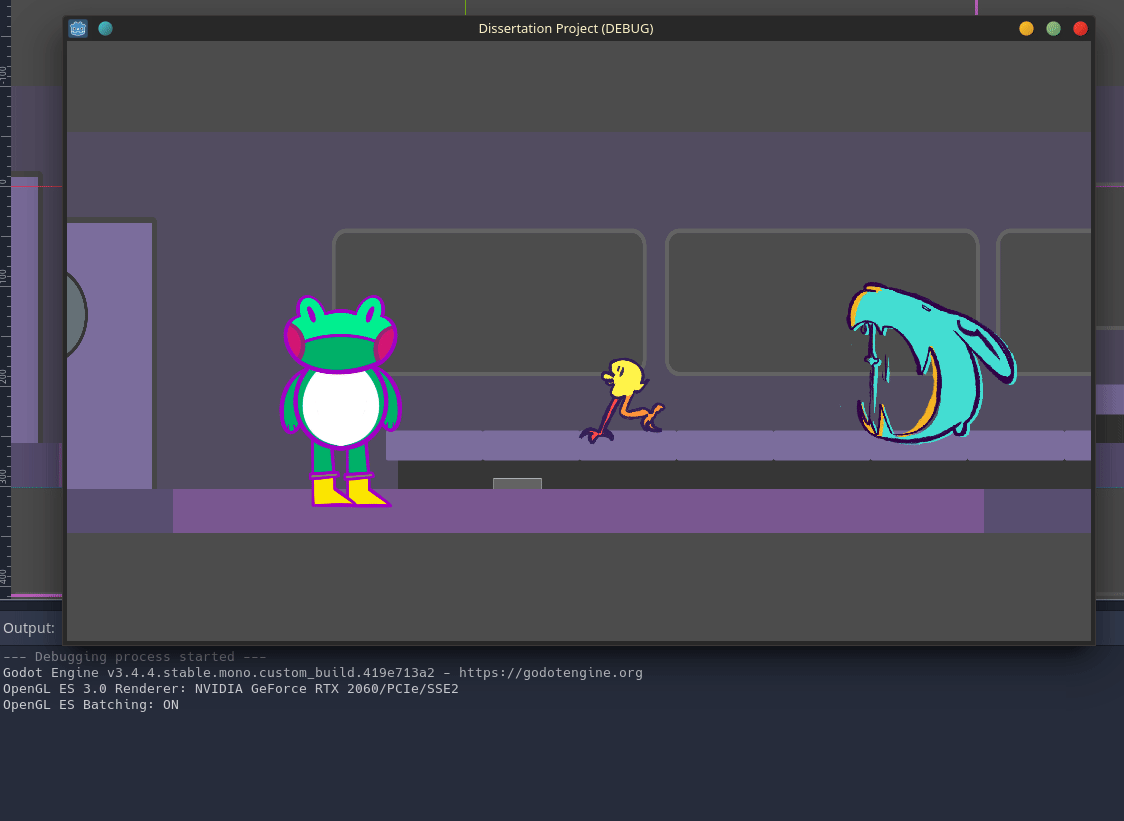 Dissertation Project (DEBUG)
-100
0
100
200
300
400
Output:
--- Debugging process started ---
Godot Engine v3.4.4.stable.mono.custom_build.419e713a2 - https://godotengine.org
OpenGL ES 3.0 Renderer: NVIDIA GeForce RTX 2060/PCIe/SSE2
OpenGL ES Batching: ON